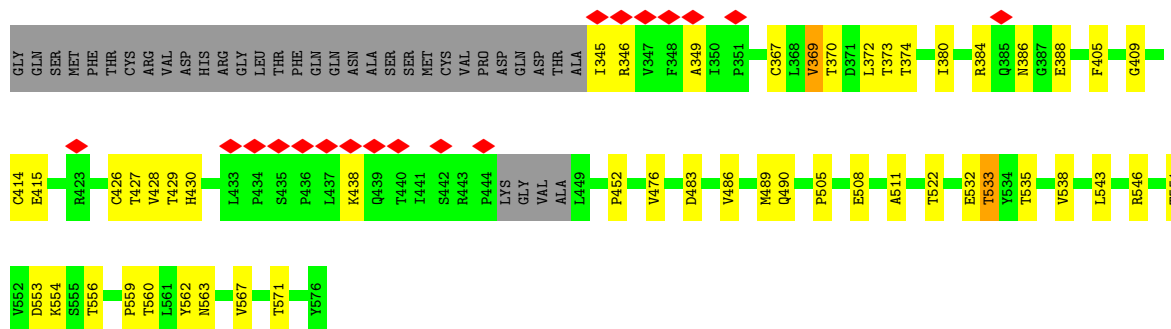 GLY GLN SER MET PHE THR CYS ARG VAL ASP HIS ARG GLY LEU THR PHE GLN GLN ASN ALA SER SER MET CYS VAL PRO ASP GLN ASP THR ALA I345 R346 V347 F348 A349 I350 P351 C367 L368 V369 T370 D371 L372 T373 T374 I380 R384 Q385 N386 G387 E388 F405 G409
C414 E415 R423 C426 T427 V428 T429 H430 L433 P434 S435 P436 L437 K438 Q439 T440 I441 S442 R443 P444 LYS GLY VAL ALA L449 P452 V476 D483 V486 M489 Q490 P505 E508 A511 T522 E532 T533 Y534 T535 V538 L543 R546
V552 D553 K554 S555 T556 P559 T560 L561 Y562 N563 V567 T571 Y576